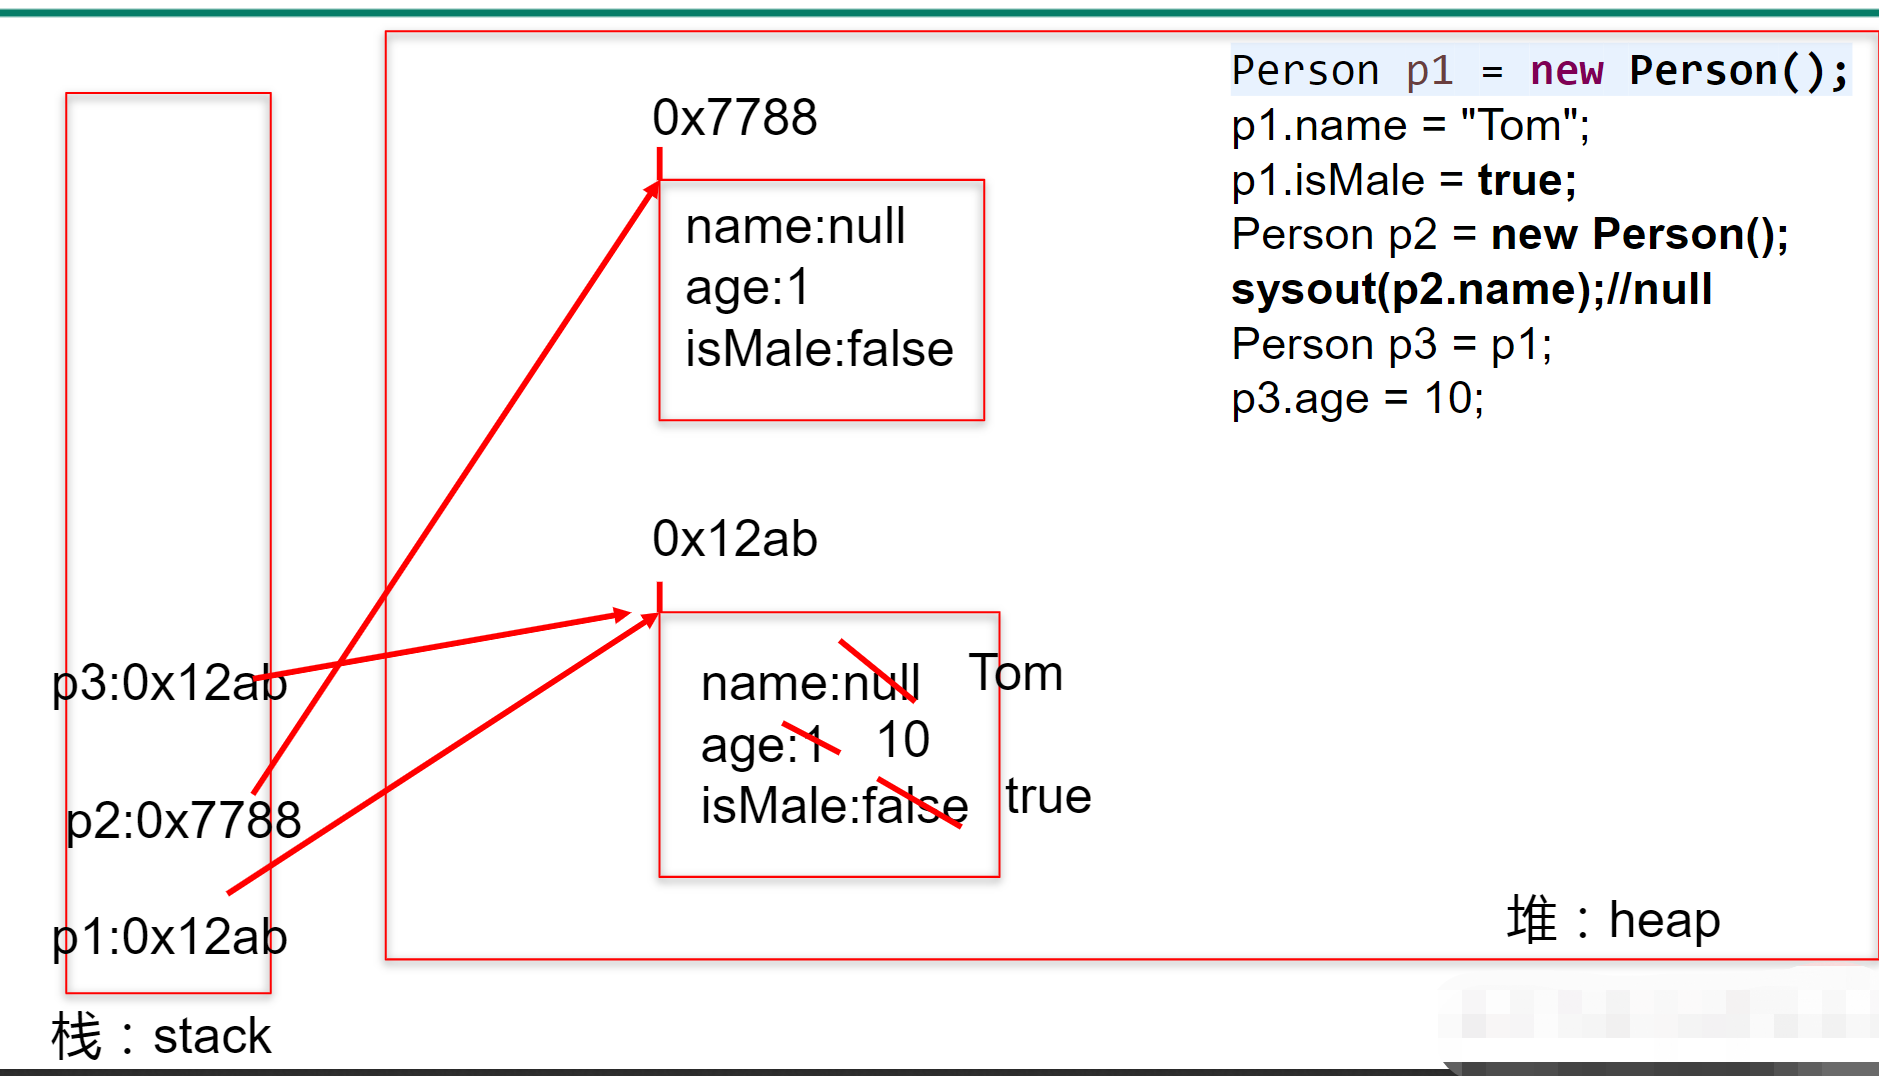 Person p1 = new Person();
p1.name = "Tom";
p1.isMale = true;
Person p2 = new Person();
sysout(p2.name);//null
Person p3 = p1;
p3.age = 10;
0x7788
name:null
age:1
isMale:false
0x12ab
name:null Tom
age:1 10
isMale:false true
p3:0x12ab
p2:0x7788
p1:0x12ab
堆：heap
栈：stack